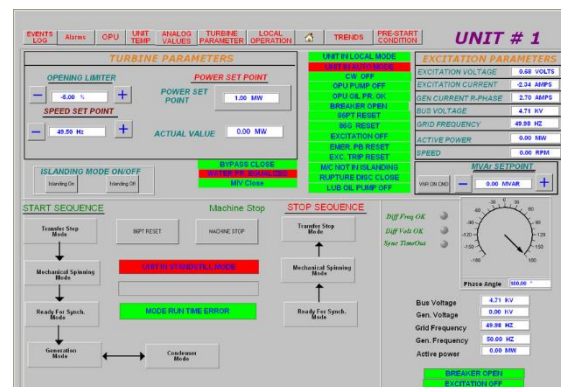 EVENTS LOG
Alarms
OPU
UNIT TEMP
ANALOG VALUES
TURBINE PARAMETER
LOCAL OPERATION
TRENDS
PRE-START CONDITION
UNIT # 1
TURBINE PARAMETERS
OPENING LIMITER
-5.00 %
SPEED SET POINT
49.50 Hz
POWER SET POINT
POWER SET POINT
1.00 MW
ACTUAL VALUE
0.00 MW
UNIT IN LOCAL MODE
UNIT IN AUTO MODE
CW OFF
OPU PUMP OFF
OPU OIL PR. OK
BREAKER OPEN
86PT RESET
86G RESET
EXCITATION OFF
EMER. PB RESET
EXC. TRIP RESET
M/C NOT IN ISLANDING
RUPTURE DISC CLOSE
LUB OIL PUMP OFF
EXCITATION PARAMETERS
EXCITATION VOLTAGE 0.68 VOLTS
EXCITATION CURRENT -2.34 AMPS
GEN CURRENT R-PHASE 2.70 AMPS
BUS VOLTAGE 4.71 KV
GRID FREQUENCY 49.98 HZ
ACTIVE POWER 0.00 MW
SPEED 0.00 RPM
MVAr SETPOINT
VAR ON CMD
0.00 MVAR
ISLANDING MODE ON/OFF
Islanding On
Islanding Off
BYPASS CLOSE
WATER PR. EQUALIZED
MIV Close
START SEQUENCE
Machine Stop
STOP SEQUENCE
Transfer Stop Mode
86PT RESET
MACHINE STOP
Transfer Stop Mode
Mechanical Spinning Mode
UNIT IN STANDSTILL MODE
Mechanical Spinning Mode
Ready For Synch. Mode
MODE RUN TIME ERROR
Ready For Synch. Mode
Generation Mode
Condenser Mode
Diff Freq OK
Diff Volt OK
Sync TimeOut
Phase Angle
Bus Voltage 4.71 KV
Gen. Voltage 0.00 KV
Grid Frequency 49.98 HZ
Gen. Frequency 50.00 HZ
Active power 0.00 MW
BREAKER OPEN
EXCITATION OFF